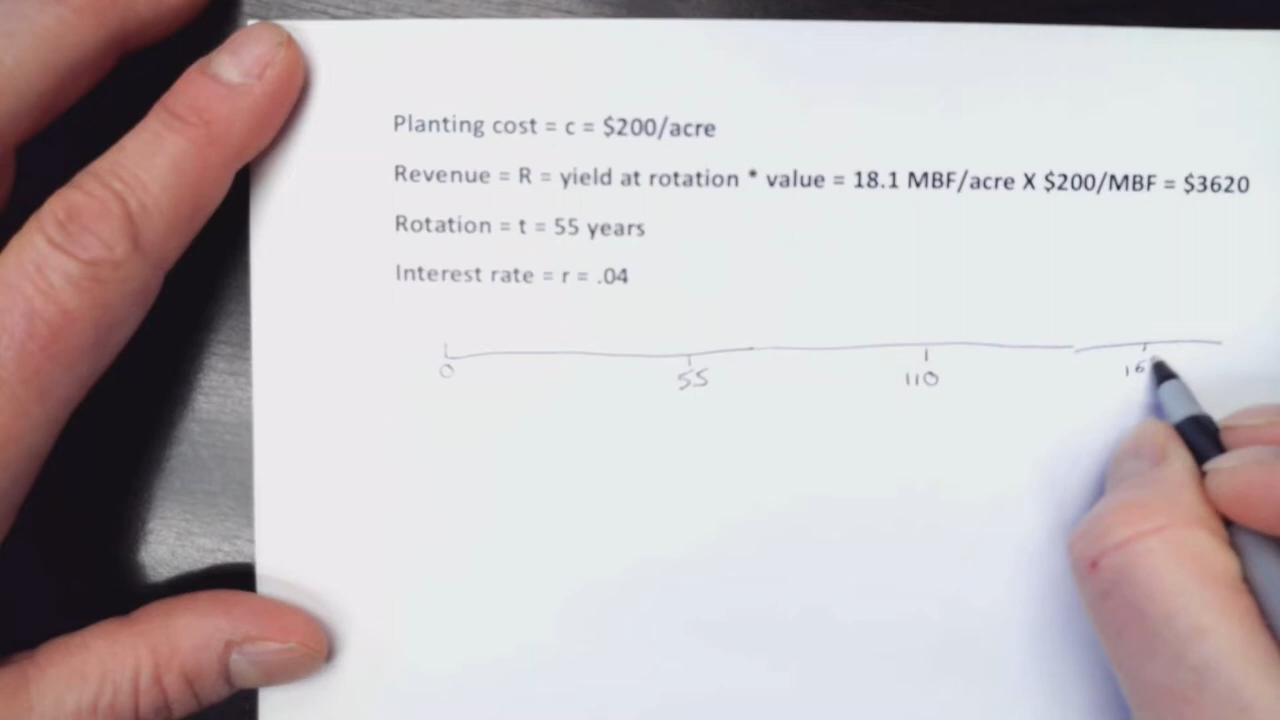 Planting cost = c = $200/acre
Revenue = R = yield at rotation * value = 18.1 MBF/acre X $200/MBF = $3620
Rotation = t = 55 years
Interest rate = r = .04
0 55 110